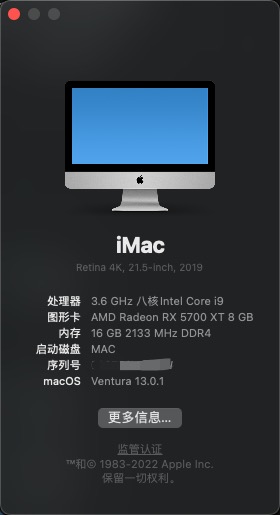 iMac
Retina 4K, 21.5-inch, 2019
处理器 3.6 GHz 八核Intel Core i9
图形卡 AMD Radeon RX 5700 XT 8 GB
内存 16 GB 2133 MHz DDR4
启动磁盘 MAC
序列号
macOS Ventura 13.0.1
更多信息...
监管认证
™和© 1983-2022 Apple Inc.
保留一切权利。